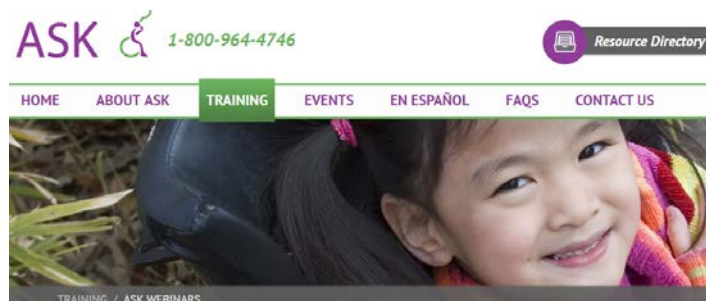 ASK 1-800-964-4746 Resource Directory
HOME ABOUT ASK TRAINING EVENTS EN ESPAÑOL FAQS CONTACT US
TRAINING / ASK WEBINARS